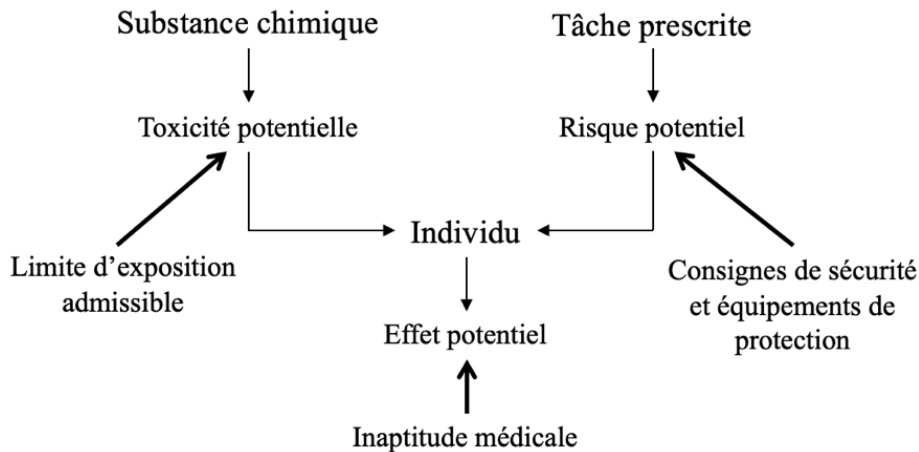 Substance chimique
Tâche prescrite
Toxicité potentielle
Risque potentiel
Individu
Limite d’exposition
admissible
Consignes de sécurité
et équipements de
protection
Effet potentiel
Inaptitude médicale